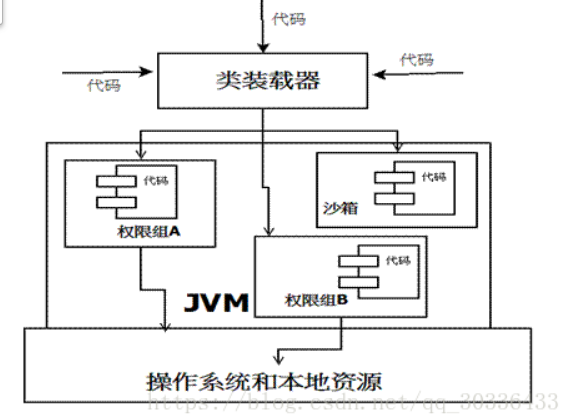 代码
代码
代码
类装载器
代码
代码
沙箱
权限组A
代码
JVM
权限组B
操作系统和本地资源
https://blog.csdn.net/qq_30336433